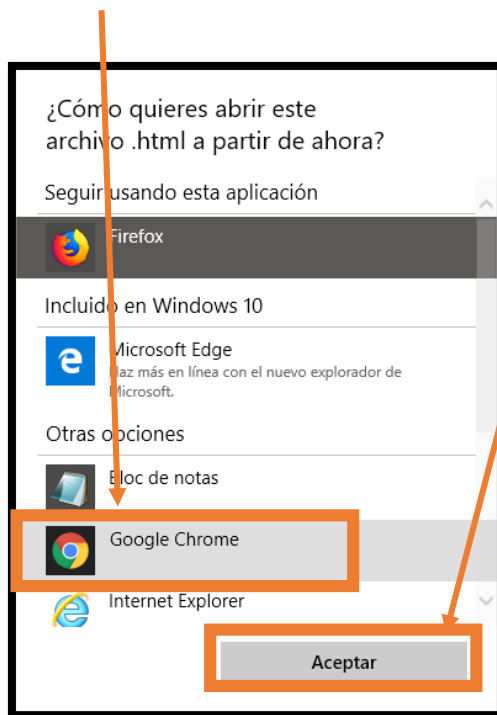 ¿Cómo quieres abrir este
archivo .html a partir de ahora?
Seguir usando esta aplicación
Firefox
Incluido en Windows 10
Microsoft Edge
Haz más en línea con el nuevo explorador de
Microsoft.
Otras opciones
Bloc de notas
Google Chrome
Internet Explorer
Aceptar